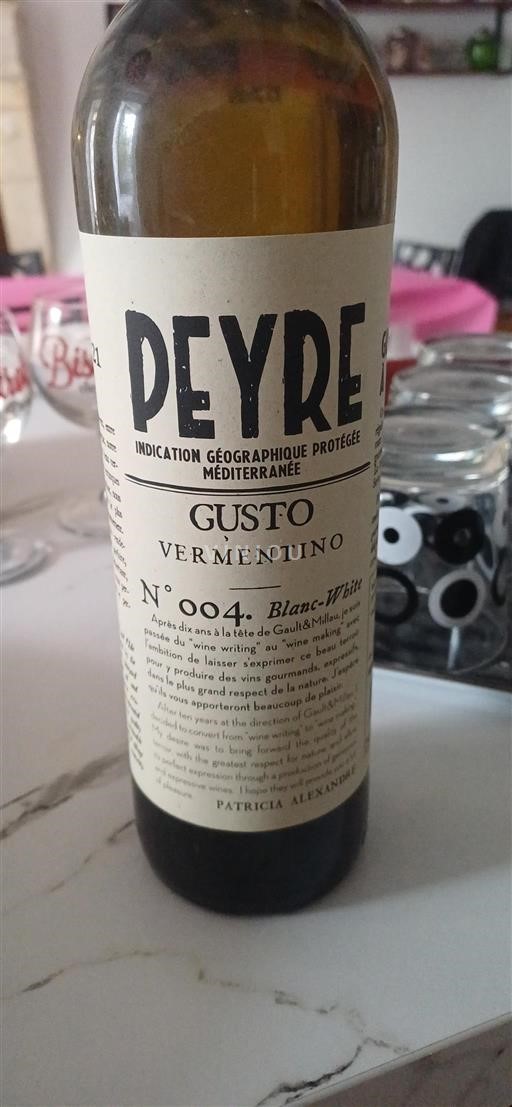 PEYRE
INDICATION GÉOGRAPHIQUE PROTÉGÉE
MÉDITERRANÉE
GUSTO
VERMENTINO
N° 004. Blanc-White
Après dix ans à la tête de Gault&Millau, je suis
passée du "wine writing" au "wine making" avec
l'ambition de laisser s'exprimer ce beau terroir
pour y produire des vins gourmands, expressifs,
dans le plus grand respect de la nature. J'espère
qu'ils vous apporteront beaucoup de plaisir.
After ten years at the direction of Gault&Millau, I
decided to convert from "wine writing" to "wine making".
My desire was to bring forward the quality of the
terroir, with the greatest respect for nature, and allow
its perfect expression through a production of generous
and expressive wines. I hope they will provide you a lot
of pleasure.
PATRICIA ALEXANDRE
21
Bis